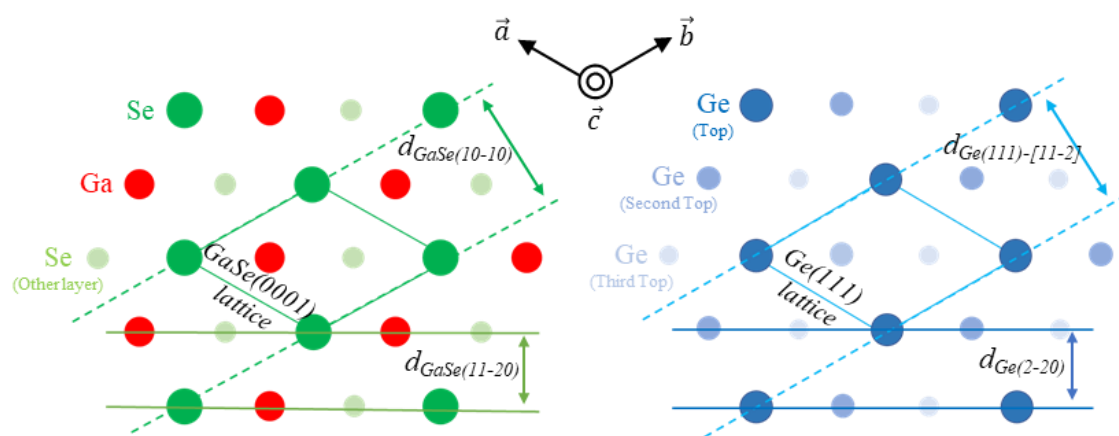 a⃗
b⃗
c⃗
Se
Ga
Se
(Other layer)
d_GaSe(10-10)
GaSe(0001)
lattice
d_GaSe(11-20)
Ge
(Top)
Ge
(Second Top)
Ge
(Third Top)
d_Ge(111)-[11-2]
Ge(111)
lattice
d_Ge(2-20)